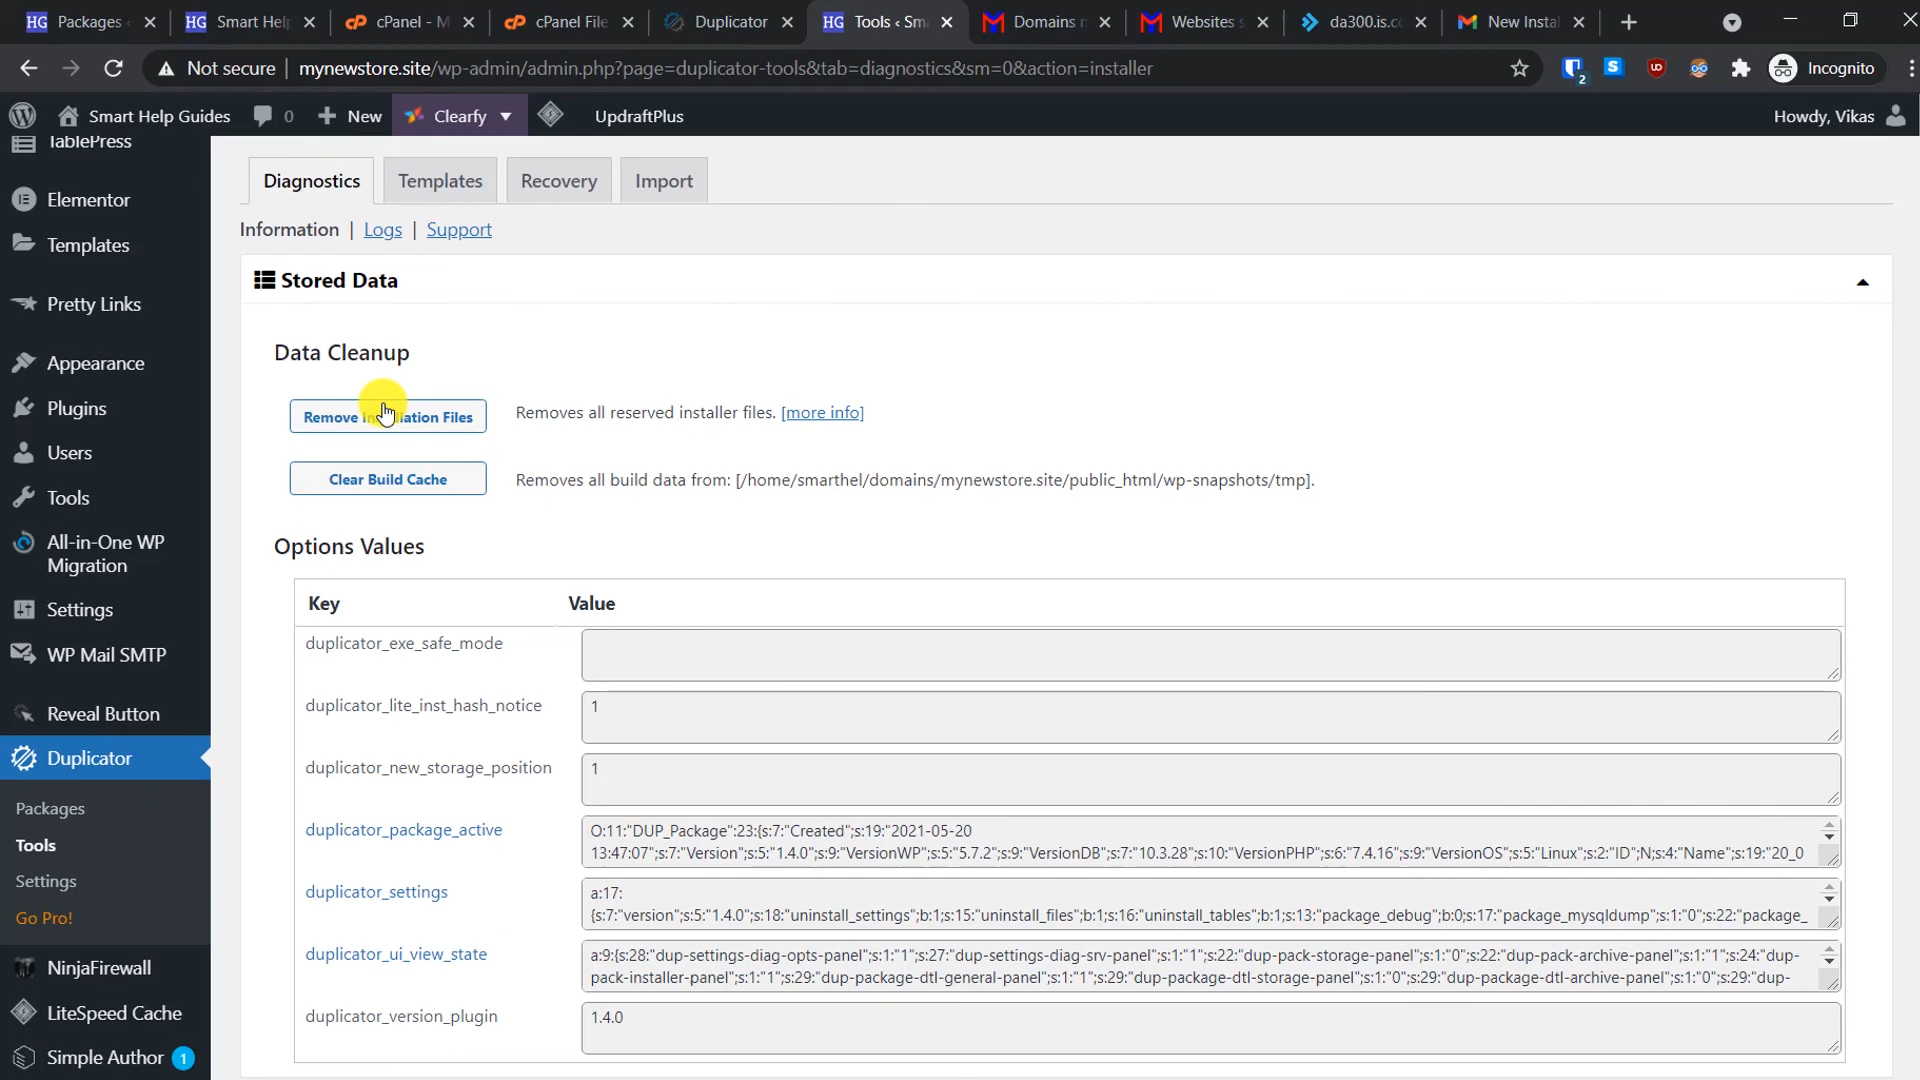 HG Packages
HG Smart Help
cP cPanel - M
cP cPanel File
Duplicator
HG Tools ‹ Sma
Domains m
Websites s
da300.is.cc
New Instal
Not secure | mynewstore.site/wp-admin/admin.php?page=duplicator-tools&tab=diagnostics&sm=0&action=installer
2
S
Incognito
Smart Help Guides
0
New
Clearfy
UpdraftPlus
Howdy, Vikas
TablePress
Elementor
Templates
Pretty Links
Appearance
Plugins
Users
Tools
All-in-One WP
Migration
Settings
WP Mail SMTP
Reveal Button
Duplicator
Packages
Tools
Settings
Go Pro!
NinjaFirewall
LiteSpeed Cache
Simple Author 1
Diagnostics
Templates
Recovery
Import
Information | Logs | Support
Stored Data
Data Cleanup
Remove Installation Files
Removes all reserved installer files. [more info]
Clear Build Cache
Removes all build data from: [/home/smarthel/domains/mynewstore.site/public_html/wp-snapshots/tmp].
Options Values
Key Value
duplicator_exe_safe_mode
duplicator_lite_inst_hash_notice
1
duplicator_new_storage_position
1
duplicator_package_active
O:11:"DUP_Package":23:{s:7:"Created";s:19:"2021-05-20
13:47:07";s:7:"Version";s:5:"1.4.0";s:9:"VersionWP";s:5:"5.7.2";s:9:"VersionDB";s:7:"10.3.28";s:10:"VersionPHP";s:6:"7.4.16";s:9:"VersionOS";s:5:"Linux";s:2:"ID";N;s:4:"Name";s:19:"20_0
duplicator_settings
a:17:
{s:7:"version";s:5:"1.4.0";s:18:"uninstall_settings";b:1;s:15:"uninstall_files";b:1;s:16:"uninstall_tables";b:1;s:13:"package_debug";b:0;s:17:"package_mysqldump";s:1:"0";s:22:"package_
duplicator_ui_view_state
a:9:{s:28:"dup-settings-diag-opts-panel";s:1:"1";s:27:"dup-settings-diag-srv-panel";s:1:"1";s:22:"dup-pack-storage-panel";s:1:"0";s:22:"dup-pack-archive-panel";s:1:"1";s:24:"dup-
pack-installer-panel";s:1:"1";s:29:"dup-package-dtl-general-panel";s:1:"1";s:29:"dup-package-dtl-storage-panel";s:1:"0";s:29:"dup-package-dtl-archive-panel";s:1:"0";s:29:"dup-
duplicator_version_plugin
1.4.0